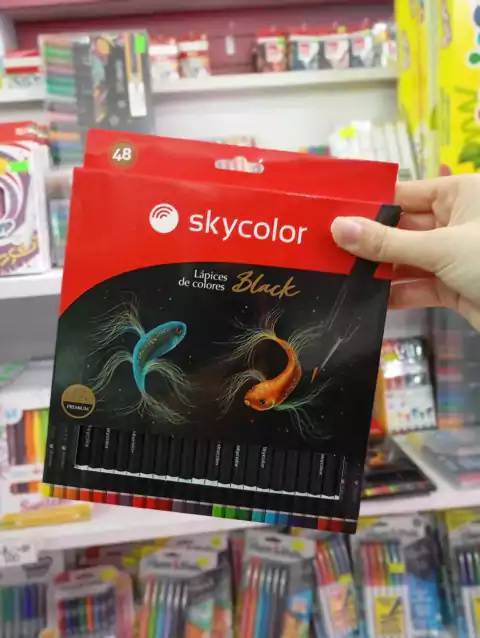 48
skycolor
Lápices
de colores Black
PREMIUM